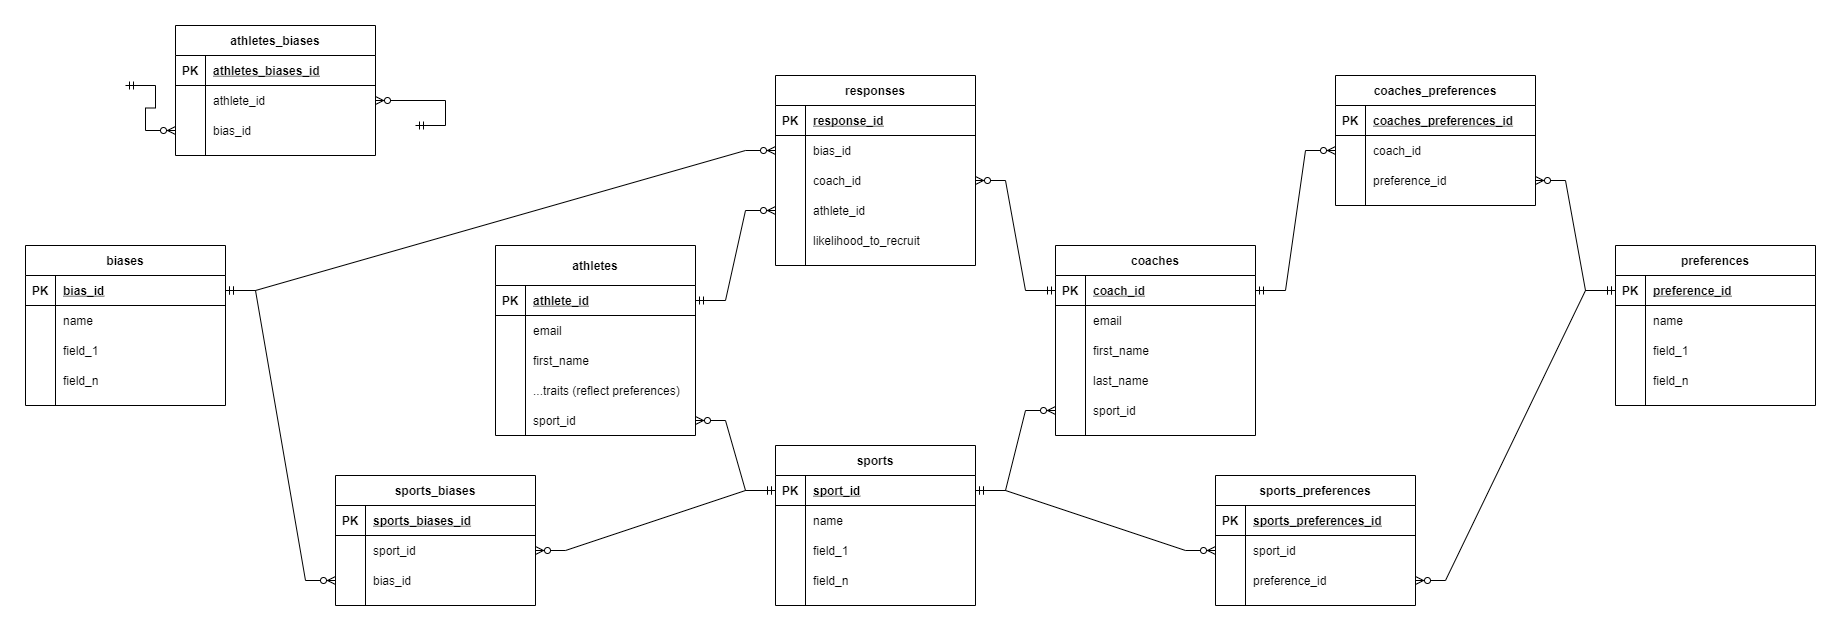 athletes_biases
PK athletes_biases_id
athlete_id
bias_id
responses
PK response_id
bias_id
coach_id
athlete_id
likelihood_to_recruit
coaches_preferences
PK coaches_preferences_id
coach_id
preference_id
biases
PK bias_id
name
field_1
field_n
athletes
PK athlete_id
email
first_name
...traits (reflect preferences)
sport_id
coaches
PK coach_id
email
first_name
last_name
sport_id
preferences
PK preference_id
name
field_1
field_n
sports_biases
PK sports_biases_id
sport_id
bias_id
sports
PK sport_id
name
field_1
field_n
sports_preferences
PK sports_preferences_id
sport_id
preference_id